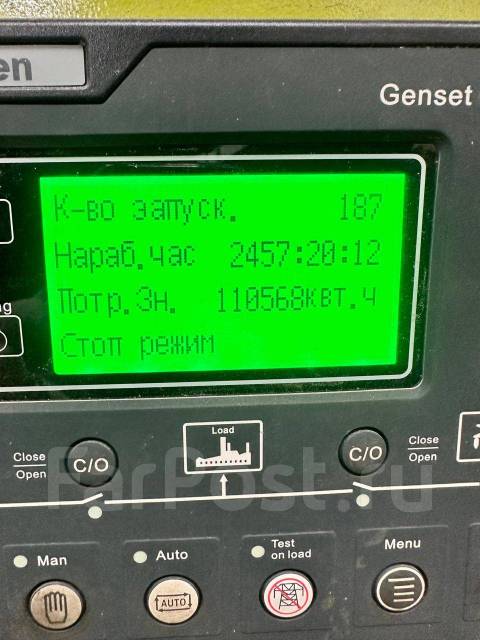 en
Genset
К-во запуск. 187
Нараб.час 2457:20:12
Потр.Эн. 110568квт.ч
Стоп режим
Load
Close
Open
C/O
C/O
Close
Open
FarPost.ru
Man
Auto
Test
on load
Menu
AUTO